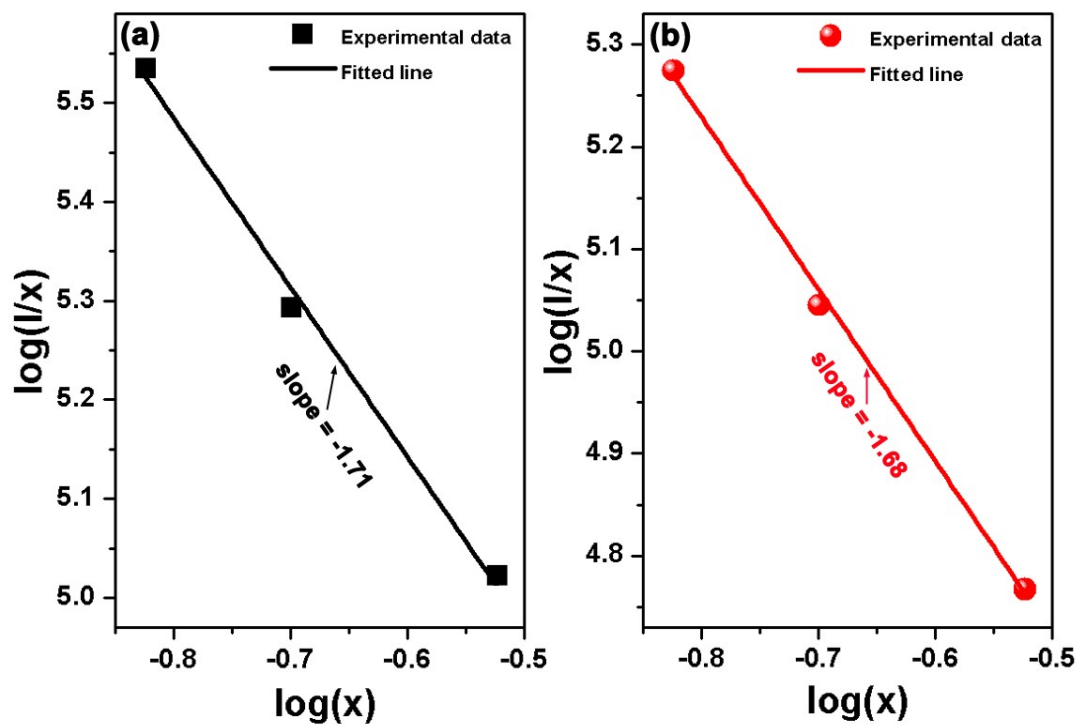 (a)
Experimental data
Fitted line
5.5
5.4
5.3
5.2
5.1
5.0
log(I/x)
slope = -1.71
-0.8
-0.7
-0.6
-0.5
log(x)
(b)
Experimental data
Fitted line
5.3
5.2
5.1
5.0
4.9
4.8
log(I/x)
slope = -1.68
-0.8
-0.7
-0.6
-0.5
log(x)